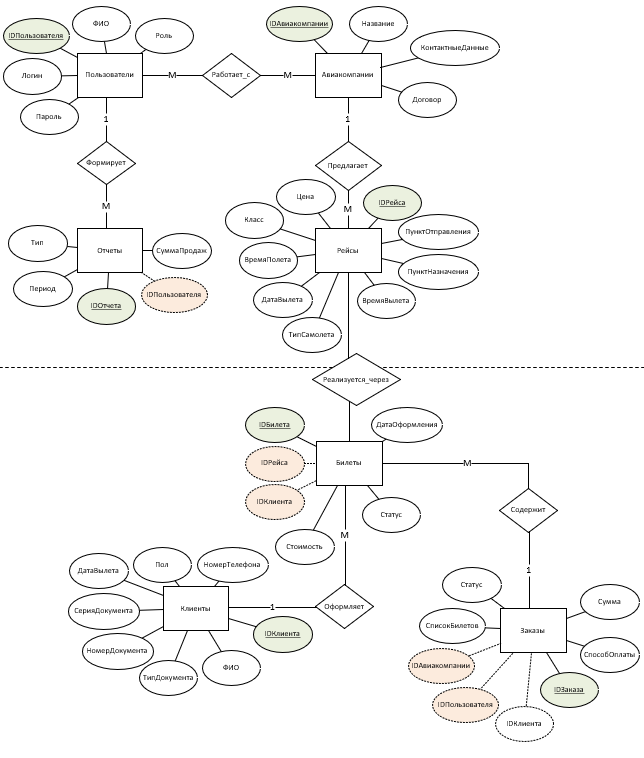 ФИО
IDПользователя
Роль
Логин
Пользователи
Пароль
М
Работает_с
М
IDАвиакомпании
Название
КонтактныеДанные
Авиакомпании
Договор
1
Формирует
М
1
Предлагает
М
Тип
Отчеты
СуммаПродаж
Период
IDОтчета
IDПользователя
Цена
IDРейса
Класс
ПунктОтправления
ВремяПолета
Рейсы
ПунктНазначения
ДатаВылета
ВремяВылета
ТипСамолета
Реализуется_через
IDБилета
ДатаОформления
IDРейса
Билеты
М
IDКлиента
Статус
Содержит
Стоимость
М
1
ДатаВылета
Пол
НомерТелефона
СерияДокумента
Клиенты
1
Оформляет
НомерДокумента
IDКлиента
ТипДокумента
ФИО
Статус
Сумма
СписокБилетов
Заказы
СпособОплаты
IDАвиакомпании
IDЗаказа
IDПользователя
IDКлиента